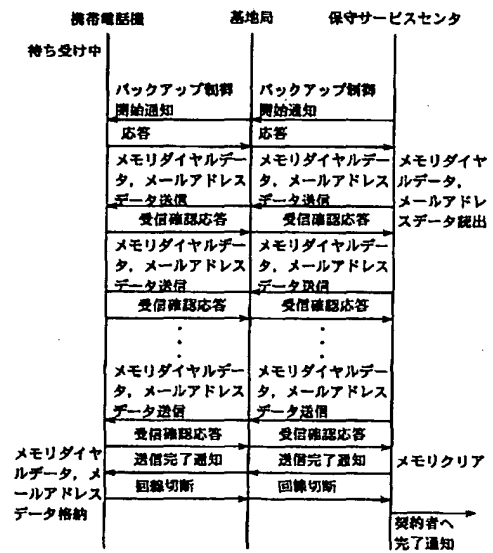 携帯電話機 基地局 保守サービスセンタ
待ち受け中
バックアップ制御 バックアップ制御
開始通知 開始通知
応答 応答
メモリダイヤルデー メモリダイヤルデー メモリダイヤ
タ，メールアドレス タ，メールアドレス ルデータ，
データ送信 データ送信 メールアドレ
受信確認応答 受信確認応答 スデータ読出
メモリダイヤルデー メモリダイヤルデー
タ，メールアドレス タ，メールアドレス
データ送信 データ送信
受信確認応答 受信確認応答
メモリダイヤルデー メモリダイヤルデー
タ，メールアドレス タ，メールアドレス
データ送信 データ送信
受信確認応答 受信確認応答
メモリダイヤ 送信完了通知 送信完了通知 メモリクリア
ルデータ，メ
ールアドレス 回線切断 回線切断
データ格納
契約者へ
完了通知